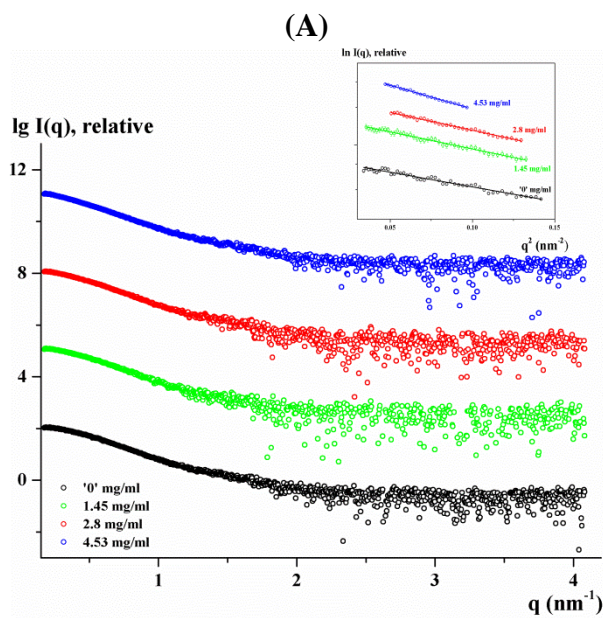 (A)
ln I(q), relative
4.53 mg/ml
2.8 mg/ml
1.45 mg/ml
'0' mg/ml
0.05 0.10 0.15
q² (nm⁻²)
lg I(q), relative
12
8
4
0
'0' mg/ml
1.45 mg/ml
2.8 mg/ml
4.53 mg/ml
1 2 3 4
q (nm⁻¹)